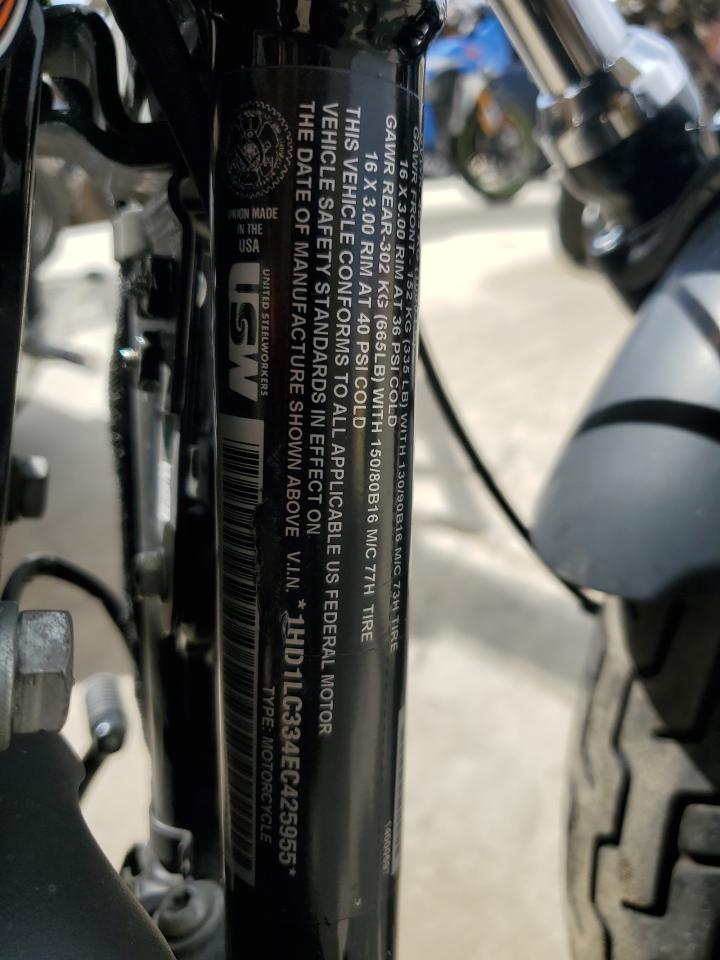 GAWR FRONT - 152 KG (335 LB) WITH 130/90B16 M/C 73H TIRE
16 X 3.00 RIM AT 36 PSI COLD
GAWR REAR-302 KG (665LB) WITH 150/80B16 M/C 77H TIRE
16 X 3.00 RIM AT 40 PSI COLD
THIS VEHICLE CONFORMS TO ALL APPLICABLE US FEDERAL MOTOR
VEHICLE SAFETY STANDARDS IN EFFECT ON
THE DATE OF MANUFACTURE SHOWN ABOVE V.I.N. *1HD1LC334EC425955*
TYPE: MOTORCYCLE
UNION MADE
IN THE
USA
USW
UNITED STEELWORKERS